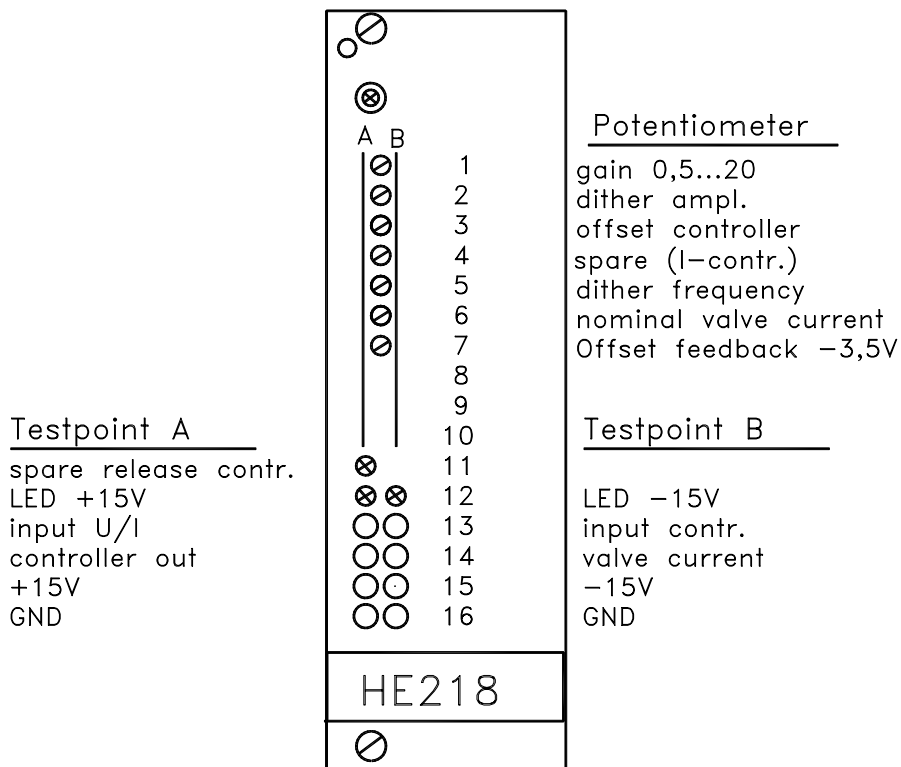 A B
Potentiometer
1 gain 0,5...20
2 dither ampl.
3 offset controller
4 spare (I-contr.)
5 dither frequency
6 nominal valve current
7 Offset feedback -3,5V
8
9
10
Testpoint A
Testpoint B
spare release contr. 11
LED +15V 12 LED -15V
input U/I 13 input contr.
controller out 14 valve current
+15V 15 -15V
GND 16 GND
HE218